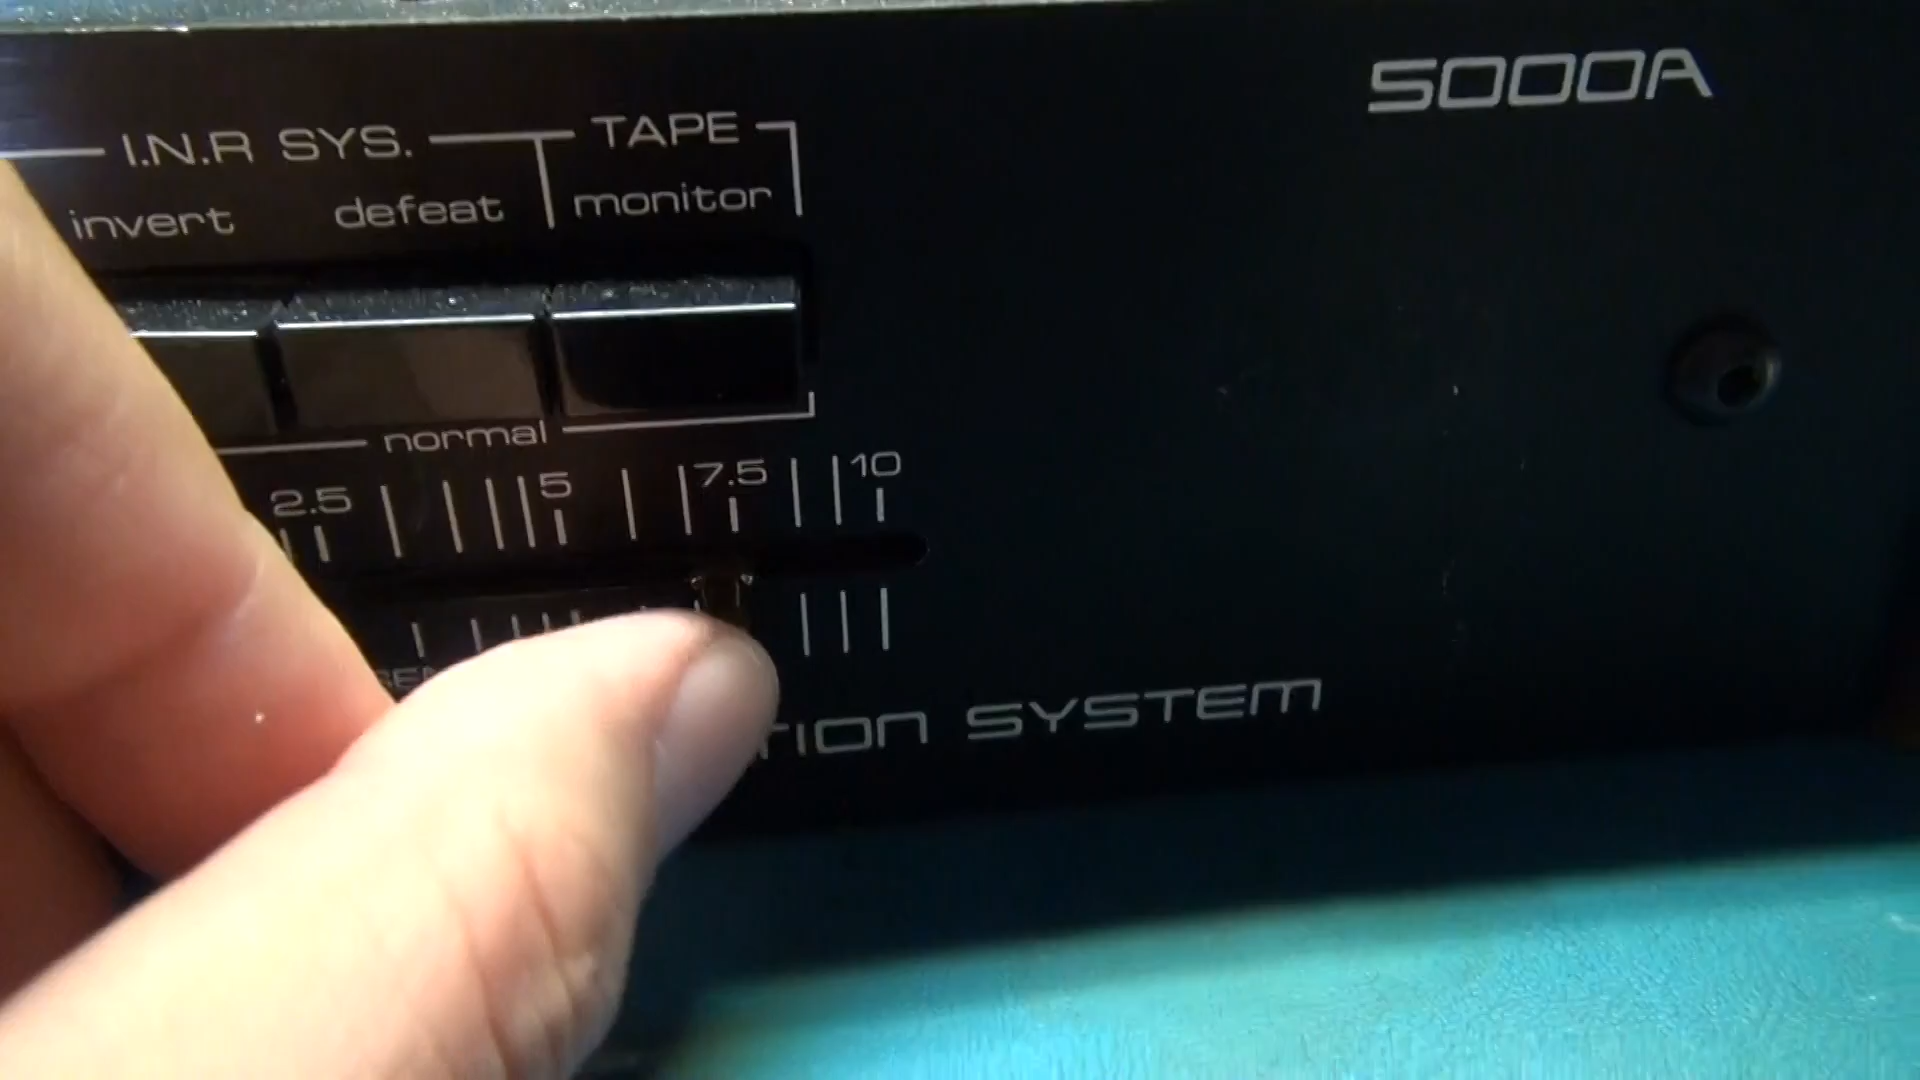 5000A
I.N.R SYS. TAPE
invert defeat monitor
normal
2.5 5 7.5 10
SYSTEM